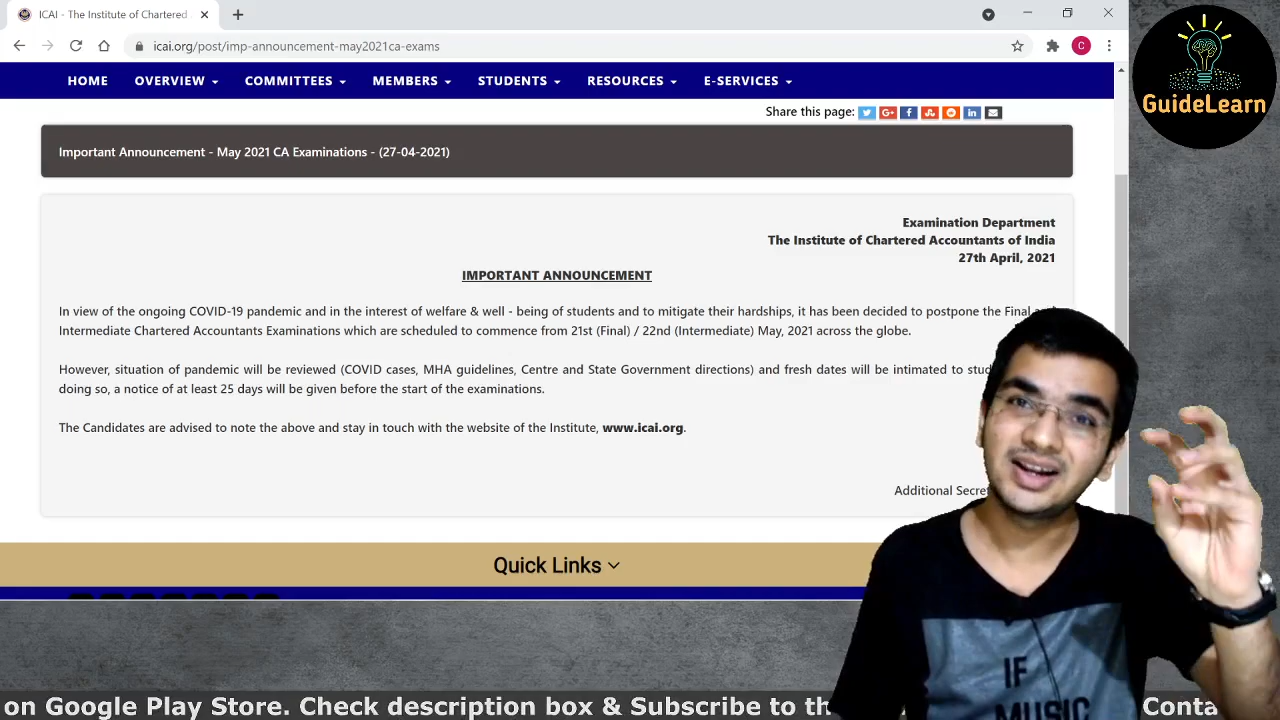 ICAI - The Institute of Chartered
icai.org/post/imp-announcement-may2021ca-exams
C
HOME OVERVIEW COMMITTEES MEMBERS STUDENTS RESOURCES E-SERVICES
GuideLearn
Share this page:
Important Announcement - May 2021 CA Examinations - (27-04-2021)
Examination Department
The Institute of Chartered Accountants of India
27th April, 2021
IMPORTANT ANNOUNCEMENT
In view of the ongoing COVID-19 pandemic and in the interest of welfare & well - being of students and to mitigate their hardships, it has been decided to postpone the Final and
Intermediate Chartered Accountants Examinations which are scheduled to commence from 21st (Final) / 22nd (Intermediate) May, 2021 across the globe.
However, situation of pandemic will be reviewed (COVID cases, MHA guidelines, Centre and State Government directions) and fresh dates will be intimated to
doing so, a notice of at least 25 days will be given before the start of the examinations.
The Candidates are advised to note the above and stay in touch with the website of the Institute, www.icai.org.
Additional
Quick Links
IF
MUSIC
on Google Play Store. Check description box & Subscribe to